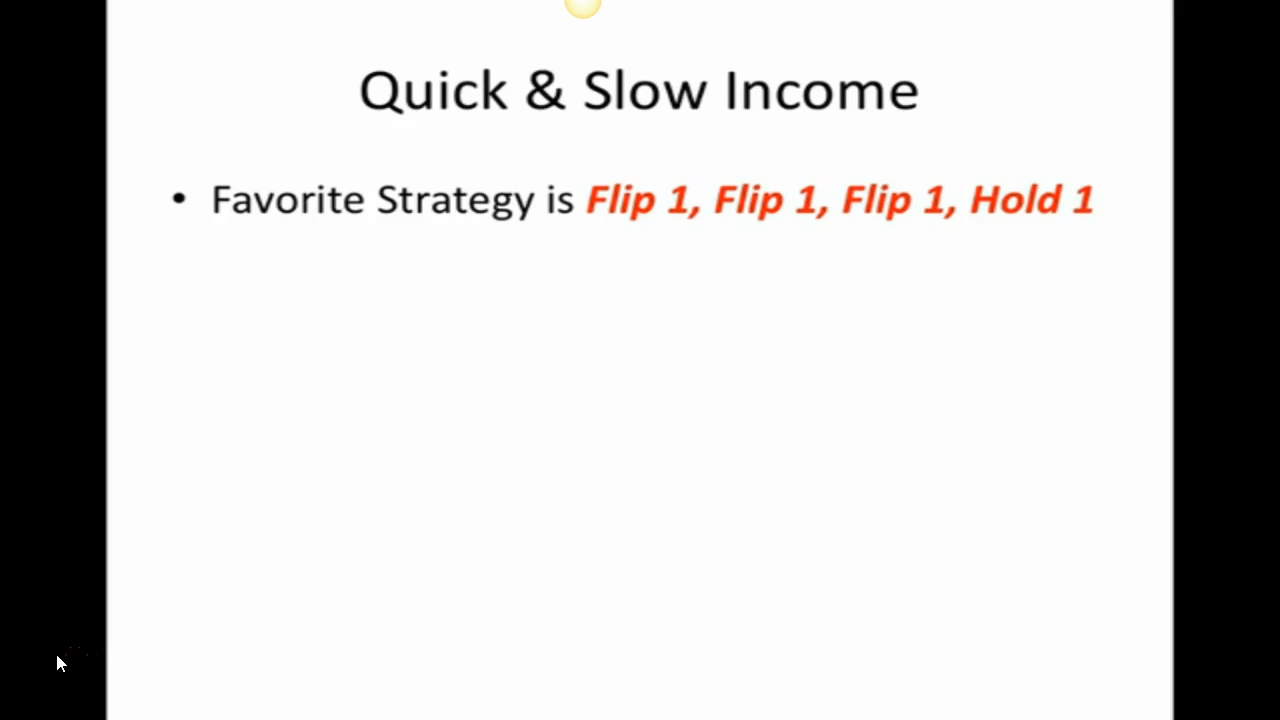 Quick & Slow Income
• Favorite Strategy is Flip 1, Flip 1, Flip 1, Hold 1